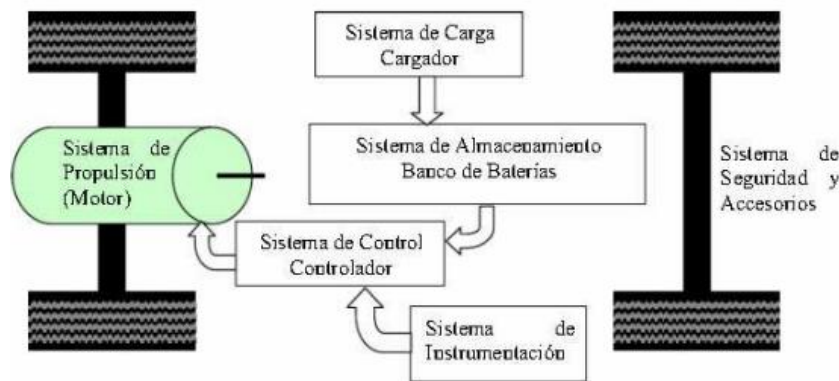 Sistema de Carga
Cargador
Sistema de
Propulsión
(Motor)
Sistema de Almacenamiento
Banco de Baterías
Sistema de
Seguridad y
Accesorios
Sistema de Control
Controlador
Sistema de
Instrumentación